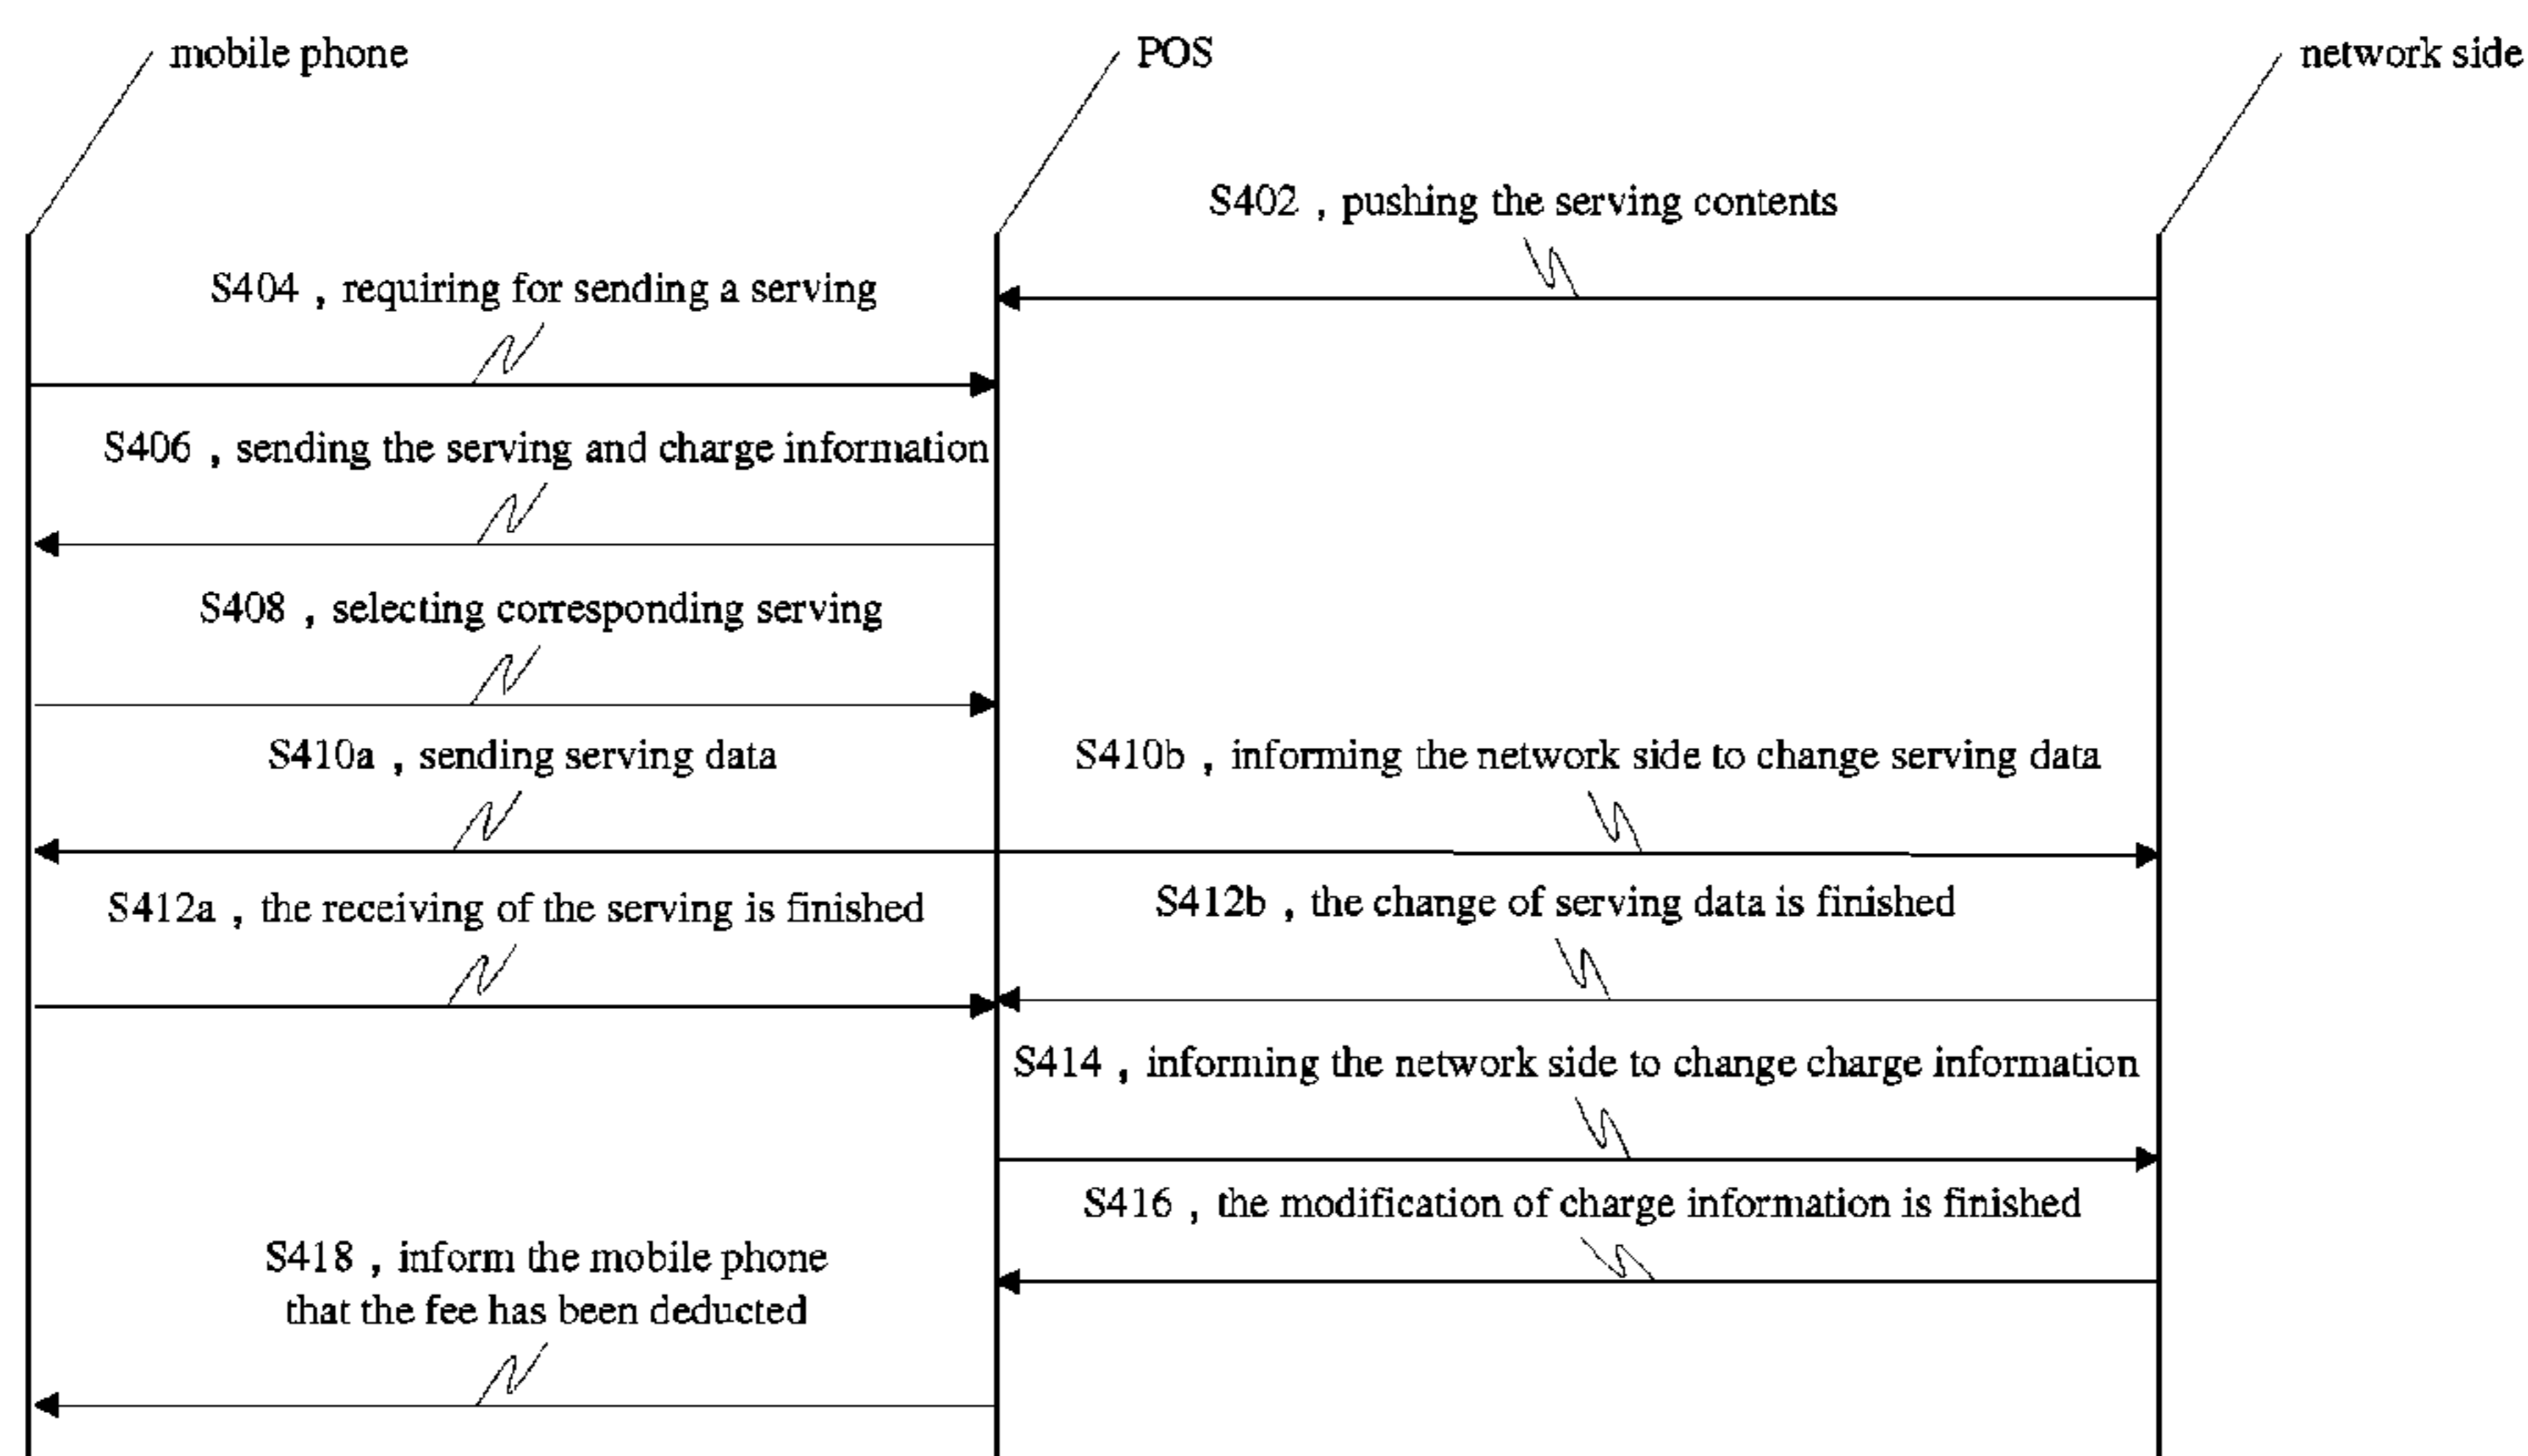 mobile phone
POS
network side
S402 , pushing the serving contents
S404 , requiring for sending a serving
S406 , sending the serving and charge information
S408 , selecting corresponding serving
S410a , sending serving data
S410b , informing the network side to change serving data
S412a , the receiving of the serving is finished
S412b , the change of serving data is finished
S414 , informing the network side to change charge information
S416 , the modification of charge information is finished
S418 , inform the mobile phone
that the fee has been deducted